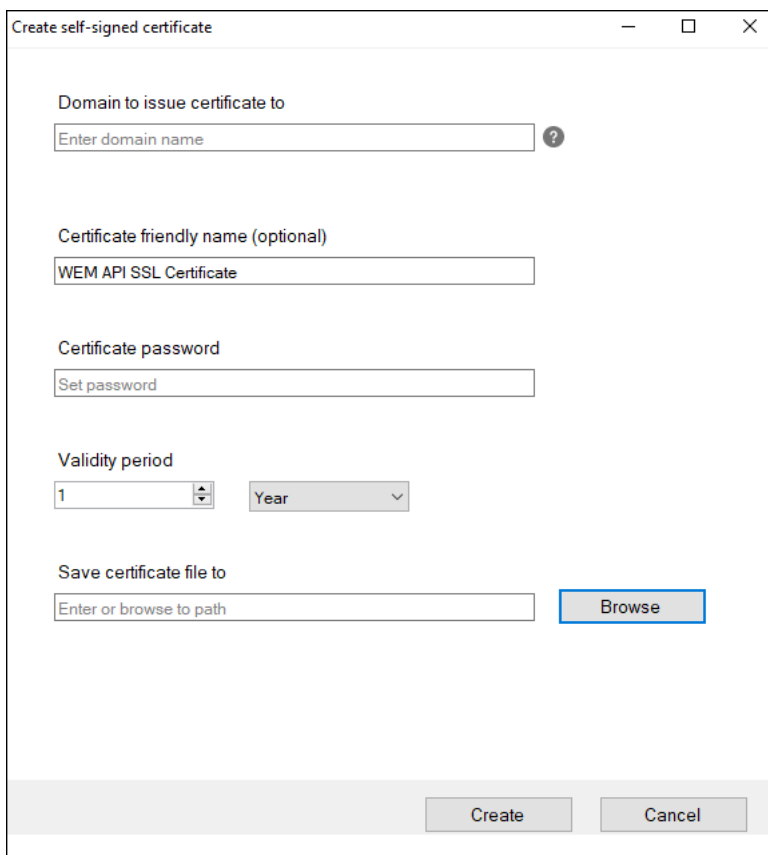 Create self-signed certificate
Domain to issue certificate to
Enter domain name
?
Certificate friendly name (optional)
WEM API SSL Certificate
Certificate password
Set password
Validity period
1
Year
Save certificate file to
Enter or browse to path
Browse
Create
Cancel